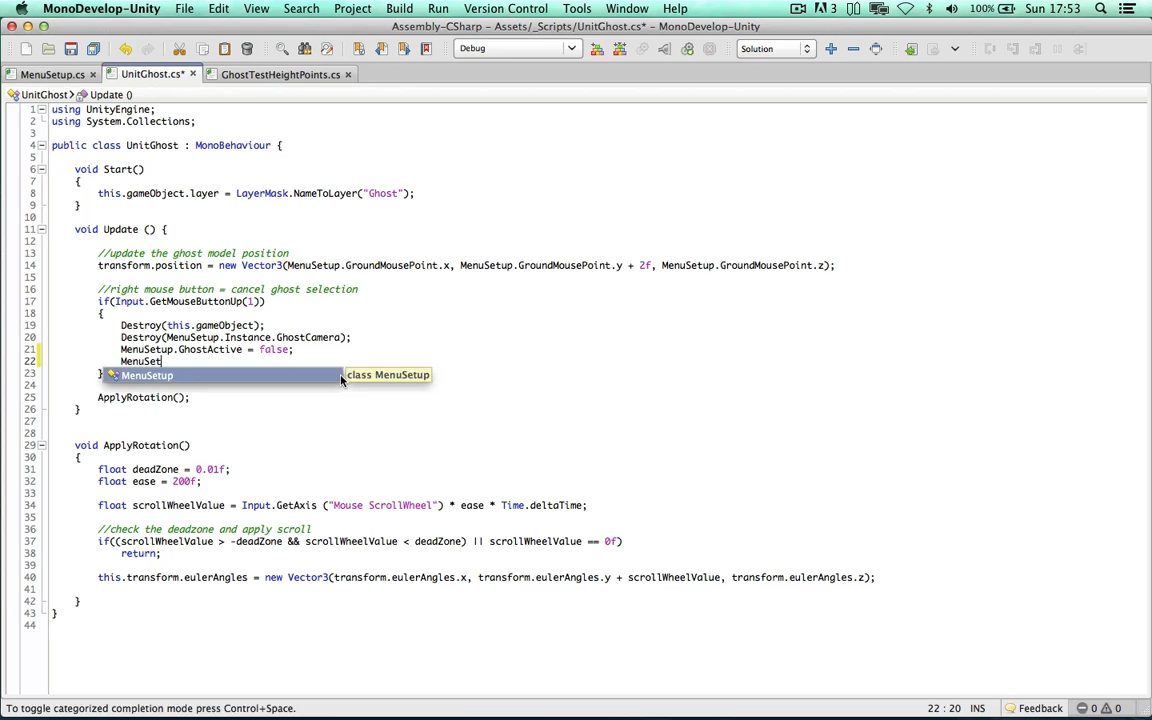 MonoDevelop-Unity File Edit View Search Project Build Run Version Control Tools Window Help 3 100% Sun 17:53
Assembly-CSharp - Assets/_Scripts/UnitGhost.cs* - MonoDevelop-Unity
Debug Solution
MenuSetup.cs UnitGhost.cs* GhostTestHeightPoints.cs
UnitGhost Update ()
1 using UnityEngine;
2 using System.Collections;
3
4 public class UnitGhost : MonoBehaviour {
5
6 void Start()
7 {
8 this.gameObject.layer = LayerMask.NameToLayer("Ghost");
9 }
10
11 void Update () {
12
13 //update the ghost model position
14 transform.position = new Vector3(MenuSetup.GroundMousePoint.x, MenuSetup.GroundMousePoint.y + 2f, MenuSetup.GroundMousePoint.z);
15
16 //right mouse button = cancel ghost selection
17 if(Input.GetMouseButtonUp(1))
18 {
19 Destroy(this.gameObject);
20 Destroy(MenuSetup.Instance.GhostCamera);
21 MenuSetup.GhostActive = false;
22 MenuSet
23 } MenuSetup class MenuSetup
24
25 ApplyRotation();
26 }
27
28
29 void ApplyRotation()
30 {
31 float deadZone = 0.01f;
32 float ease = 200f;
33
34 float scrollWheelValue = Input.GetAxis ("Mouse ScrollWheel") * ease * Time.deltaTime;
35
36 //check the deadzone and apply scroll
37 if((scrollWheelValue > -deadZone && scrollWheelValue < deadZone) || scrollWheelValue == 0f)
38 return;
39
40 this.transform.eulerAngles = new Vector3(transform.eulerAngles.x, transform.eulerAngles.y + scrollWheelValue, transform.eulerAngles.z);
41
42 }
43 }
44
To toggle categorized completion mode press Control+Space. 22 : 20 INS Feedback 0 0